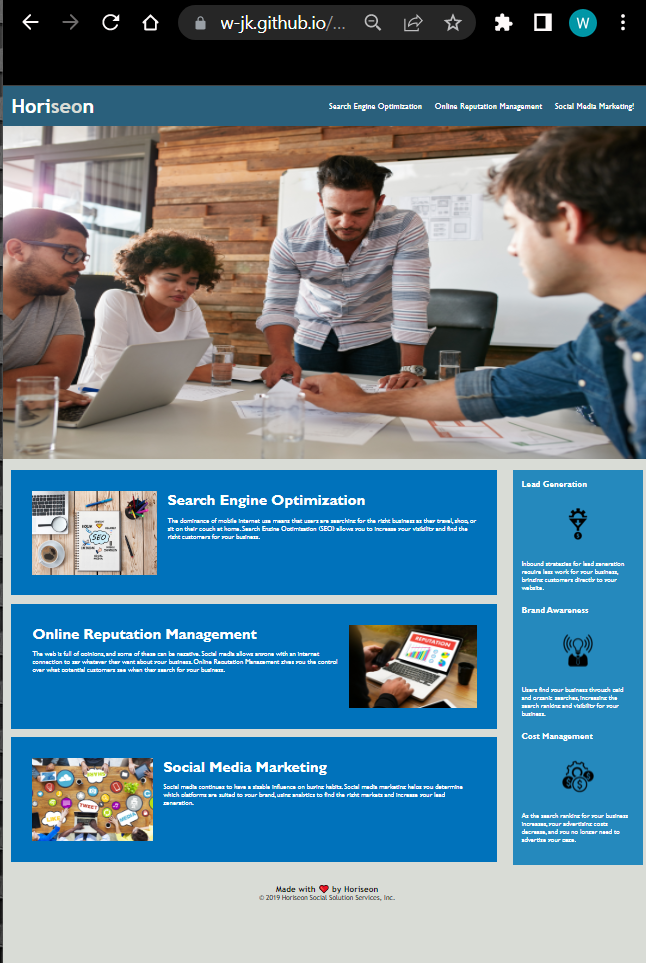 w-jk.github.io/...
W
Horiseon
Search Engine Optimization Online Reputation Management Social Media Marketing!
Search Engine Optimization
The dominance of mobile internet use means that users are searching for the right business as they travel, shop, or
sit on their couch at home. Search Engine Optimization (SEO) allows you to increase your visibility and find the
right customers for your business.
SEO
Online Reputation Management
The web is full of opinions, and some of these can be negative. Social media allows anyone with an internet
connection to say whatever they want about your business. Online Reputation Management gives you the control
over what potential customers see when they search for your business.
REPUTATION
Social Media Marketing
Social media continues to have a sizable influence on buying habits. Social media marketing helps you determine
which platforms are suited to your brand, using analytics to find the right markets and increase your lead
generation.
LIKE
TWEET
MEDIA
Lead Generation
Inbound strategies for lead generation
require less work for your business,
bringing customers directly to your
website.
Brand Awareness
Users find your business through paid
and organic searches, increasing the
search ranking and visibility for your
business.
Cost Management
As the search ranking for your business
increases, your advertising costs
decrease, and you no longer need to
advertise your page.
Made with ❤️ by Horiseon
© 2019 Horiseon Social Solution Services, Inc.